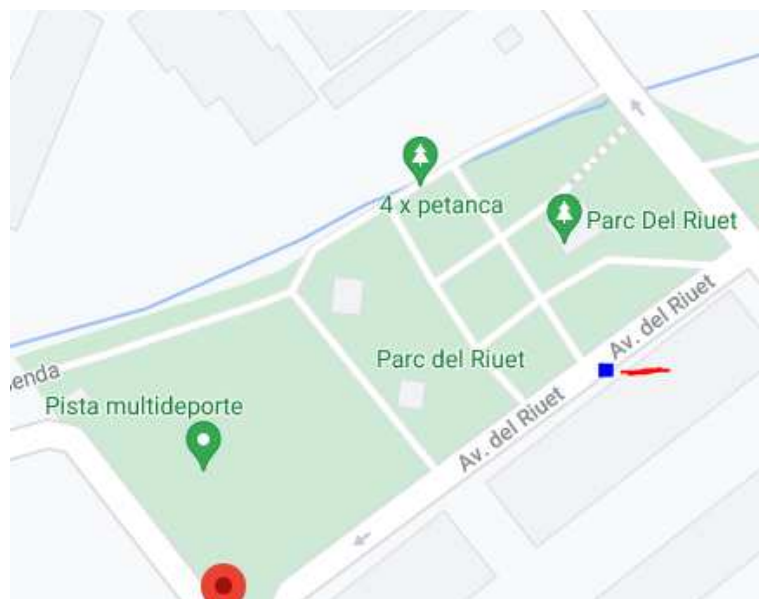 4 x petanca
Parc Del Riuet
Av. del Riuet
Parc del Riuet
enda
Pista multideporte
Av. del Riuet